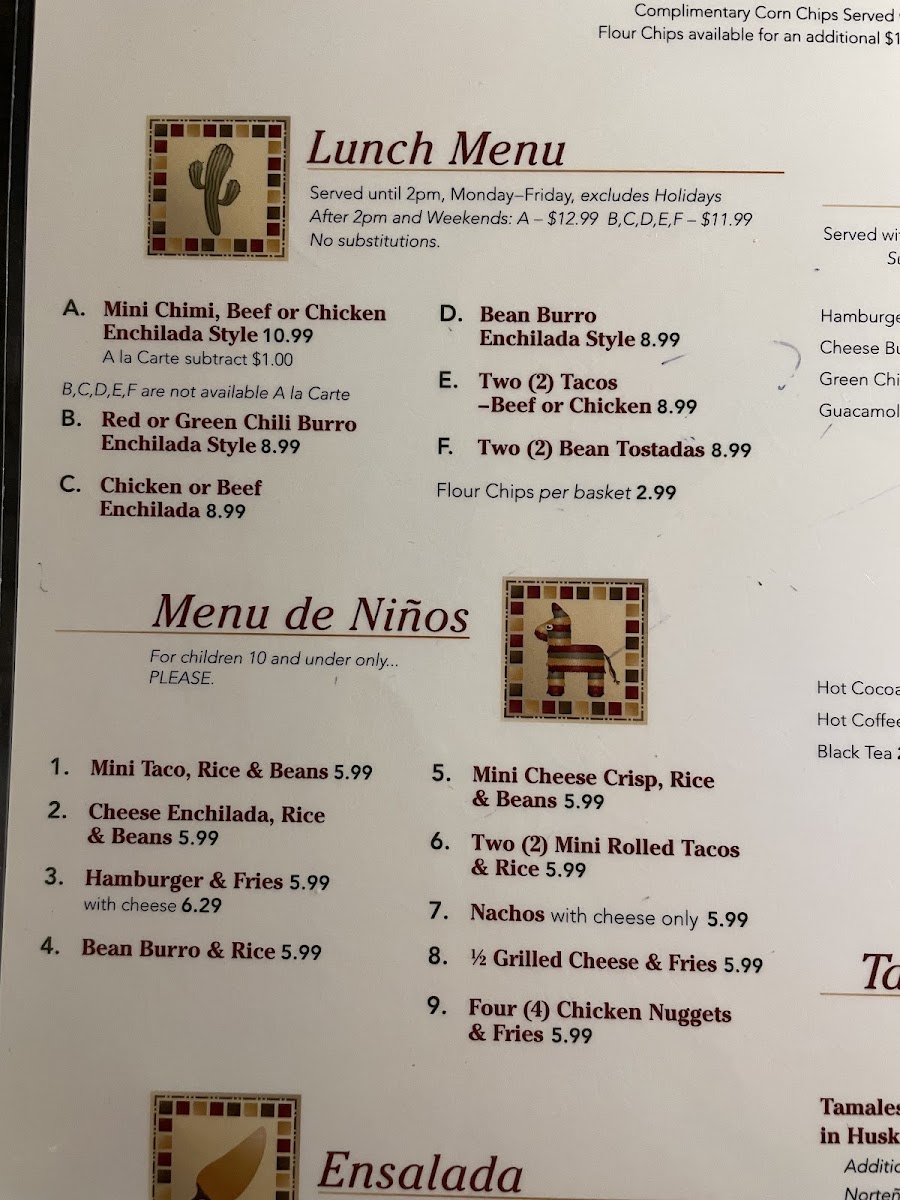 Complimentary Corn Chips Served
Flour Chips available for an additional $1
Lunch Menu
Served until 2pm, Monday–Friday, excludes Holidays
After 2pm and Weekends: A – $12.99 B,C,D,E,F – $11.99
No substitutions.
A. Mini Chimi, Beef or Chicken
Enchilada Style 10.99
A la Carte subtract $1.00
B,C,D,E,F are not available A la Carte
B. Red or Green Chili Burro
Enchilada Style 8.99
C. Chicken or Beef
Enchilada 8.99
D. Bean Burro
Enchilada Style 8.99
E. Two (2) Tacos
–Beef or Chicken 8.99
F. Two (2) Bean Tostadas 8.99
Flour Chips per basket 2.99
Menu de Niños
For children 10 and under only...
PLEASE.
1. Mini Taco, Rice & Beans 5.99
2. Cheese Enchilada, Rice
& Beans 5.99
3. Hamburger & Fries 5.99
with cheese 6.29
4. Bean Burro & Rice 5.99
5. Mini Cheese Crisp, Rice
& Beans 5.99
6. Two (2) Mini Rolled Tacos
& Rice 5.99
7. Nachos with cheese only 5.99
8. ½ Grilled Cheese & Fries 5.99
9. Four (4) Chicken Nuggets
& Fries 5.99
Ensalada
Served wi
Hamburge
Cheese Bu
Green Chi
Guacamol
Hot Cocoa
Hot Coffee
Black Tea
Ta
Tamales
in Husk
Additio
Norteñ